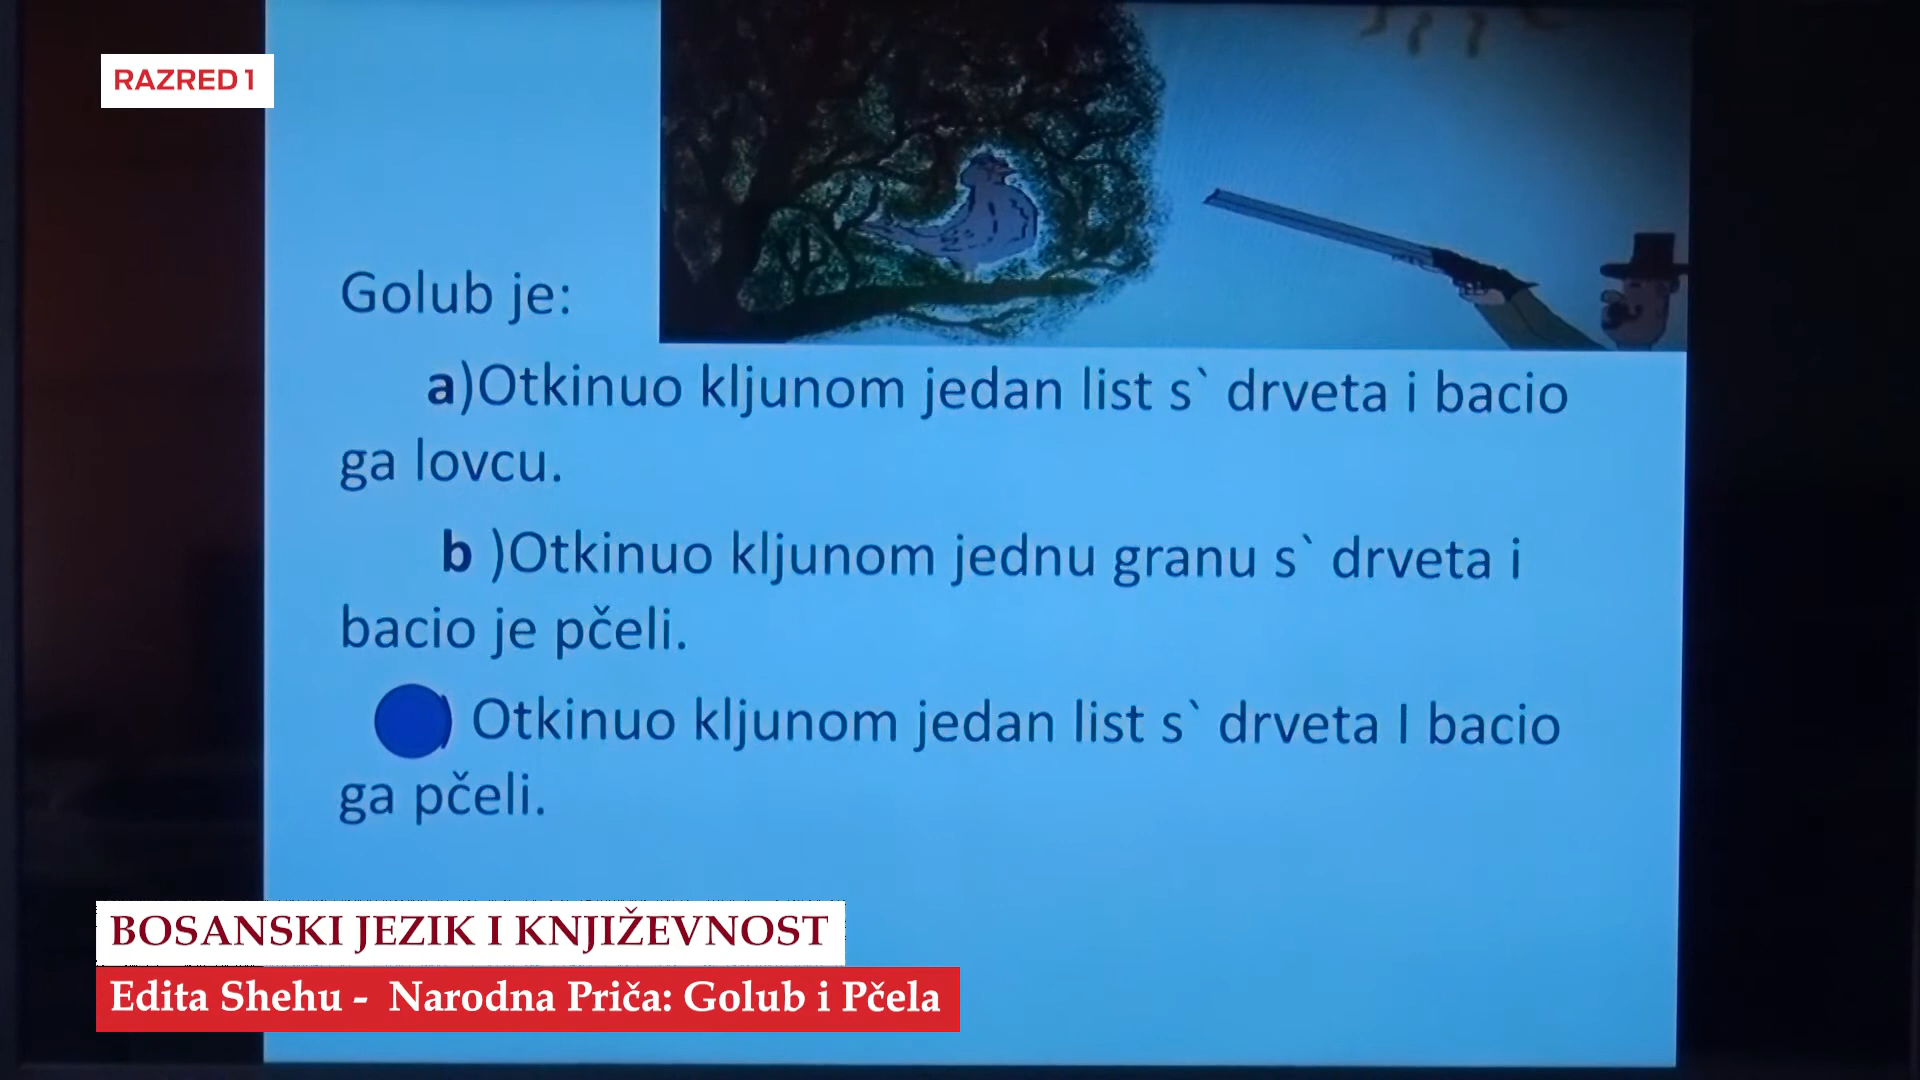 RAZRED 1
Golub je:
a)Otkinuo kljunom jedan list s` drveta i bacio
ga lovcu.
b )Otkinuo kljunom jednu granu s` drveta i
bacio je pčeli.
) Otkinuo kljunom jedan list s` drveta I bacio
ga pčeli.
BOSANSKI JEZIK I KNJIŽEVNOST
Edita Shehu - Narodna Priča: Golub i Pčela